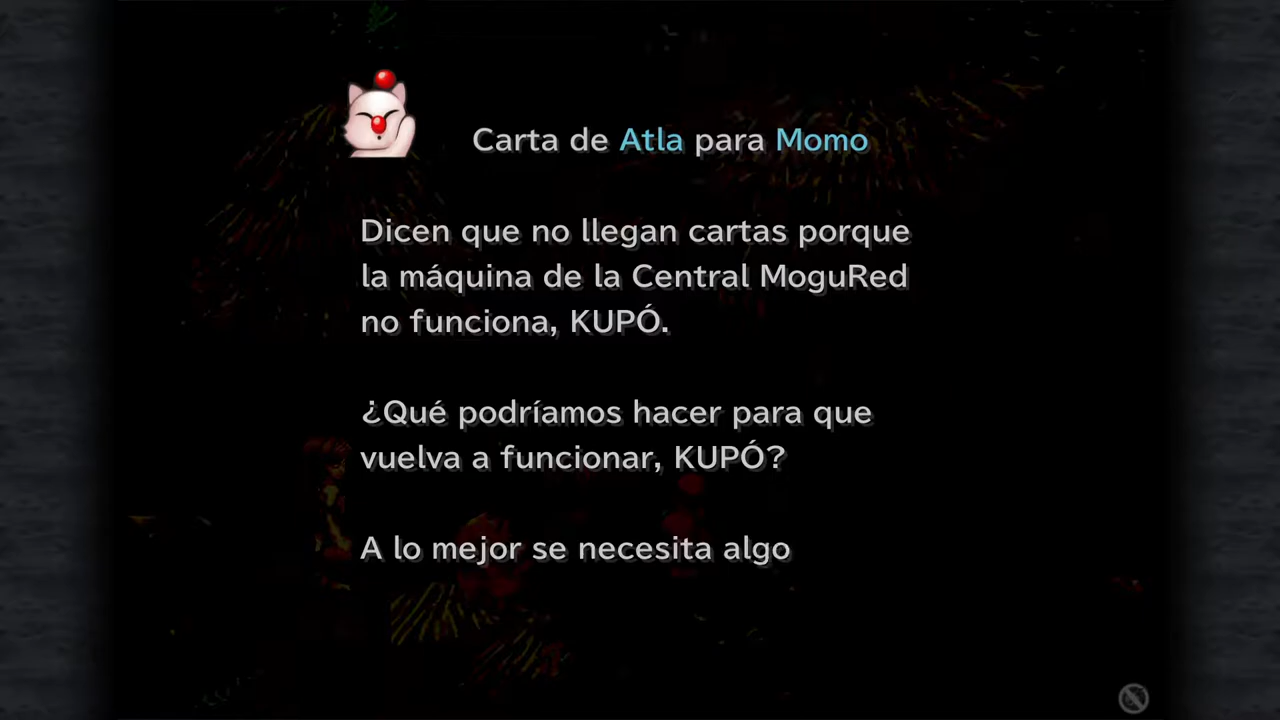 Carta de Atla para Momo
Dicen que no llegan cartas porque
la máquina de la Central MoguRed
no funciona, KUPÓ.
¿Qué podríamos hacer para que
vuelva a funcionar, KUPÓ?
A lo mejor se necesita algo